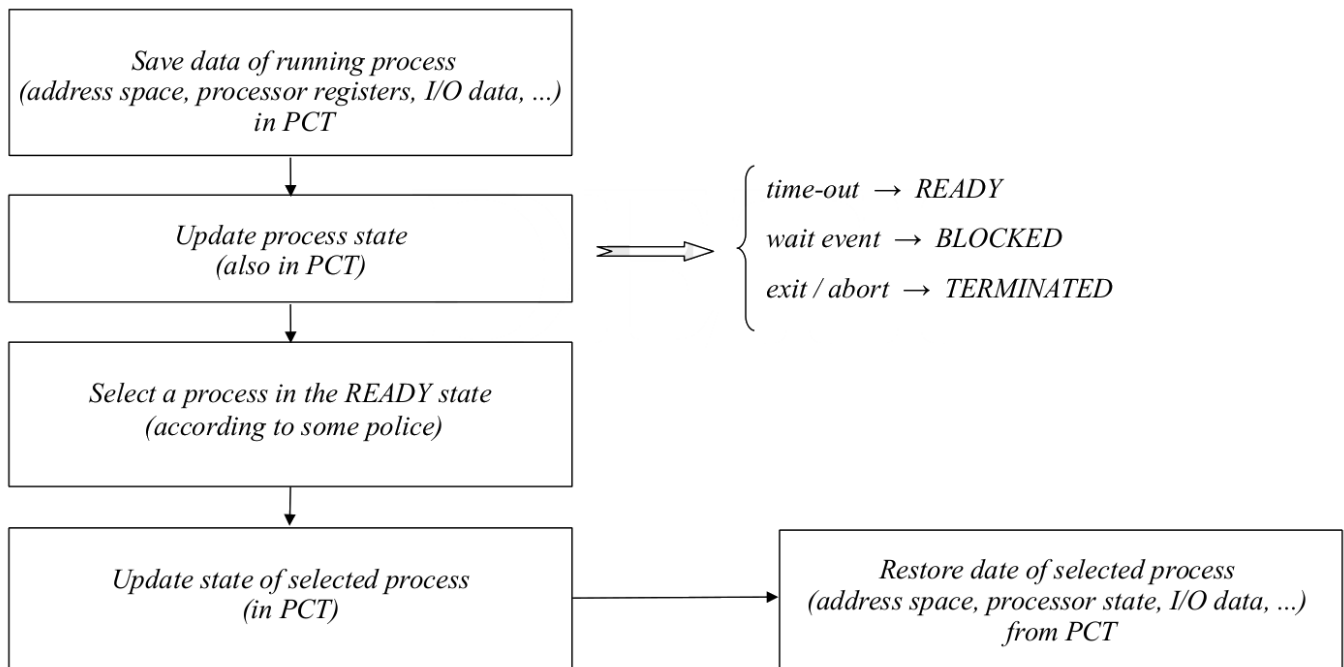 Save data of running process
(address space, processor registers, I/O data, ...)
in PCT
Update process state
(also in PCT)
time-out → READY
wait event → BLOCKED
exit / abort → TERMINATED
Select a process in the READY state
(according to some police)
Update state of selected process
(in PCT)
Restore date of selected process
(address space, processor state, I/O data, ...)
from PCT